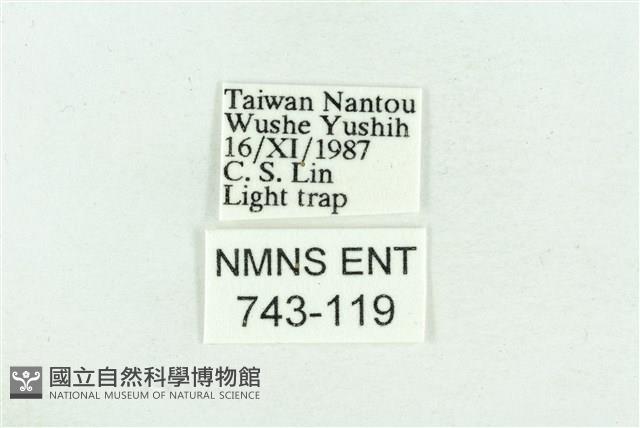 Taiwan Nantou
Wushe Yushih
16/XI/1987
C. S. Lin
Light trap
NMNS ENT
743-119
國立自然科學博物館
NATIONAL MUSEUM OF NATURAL SCIENCE